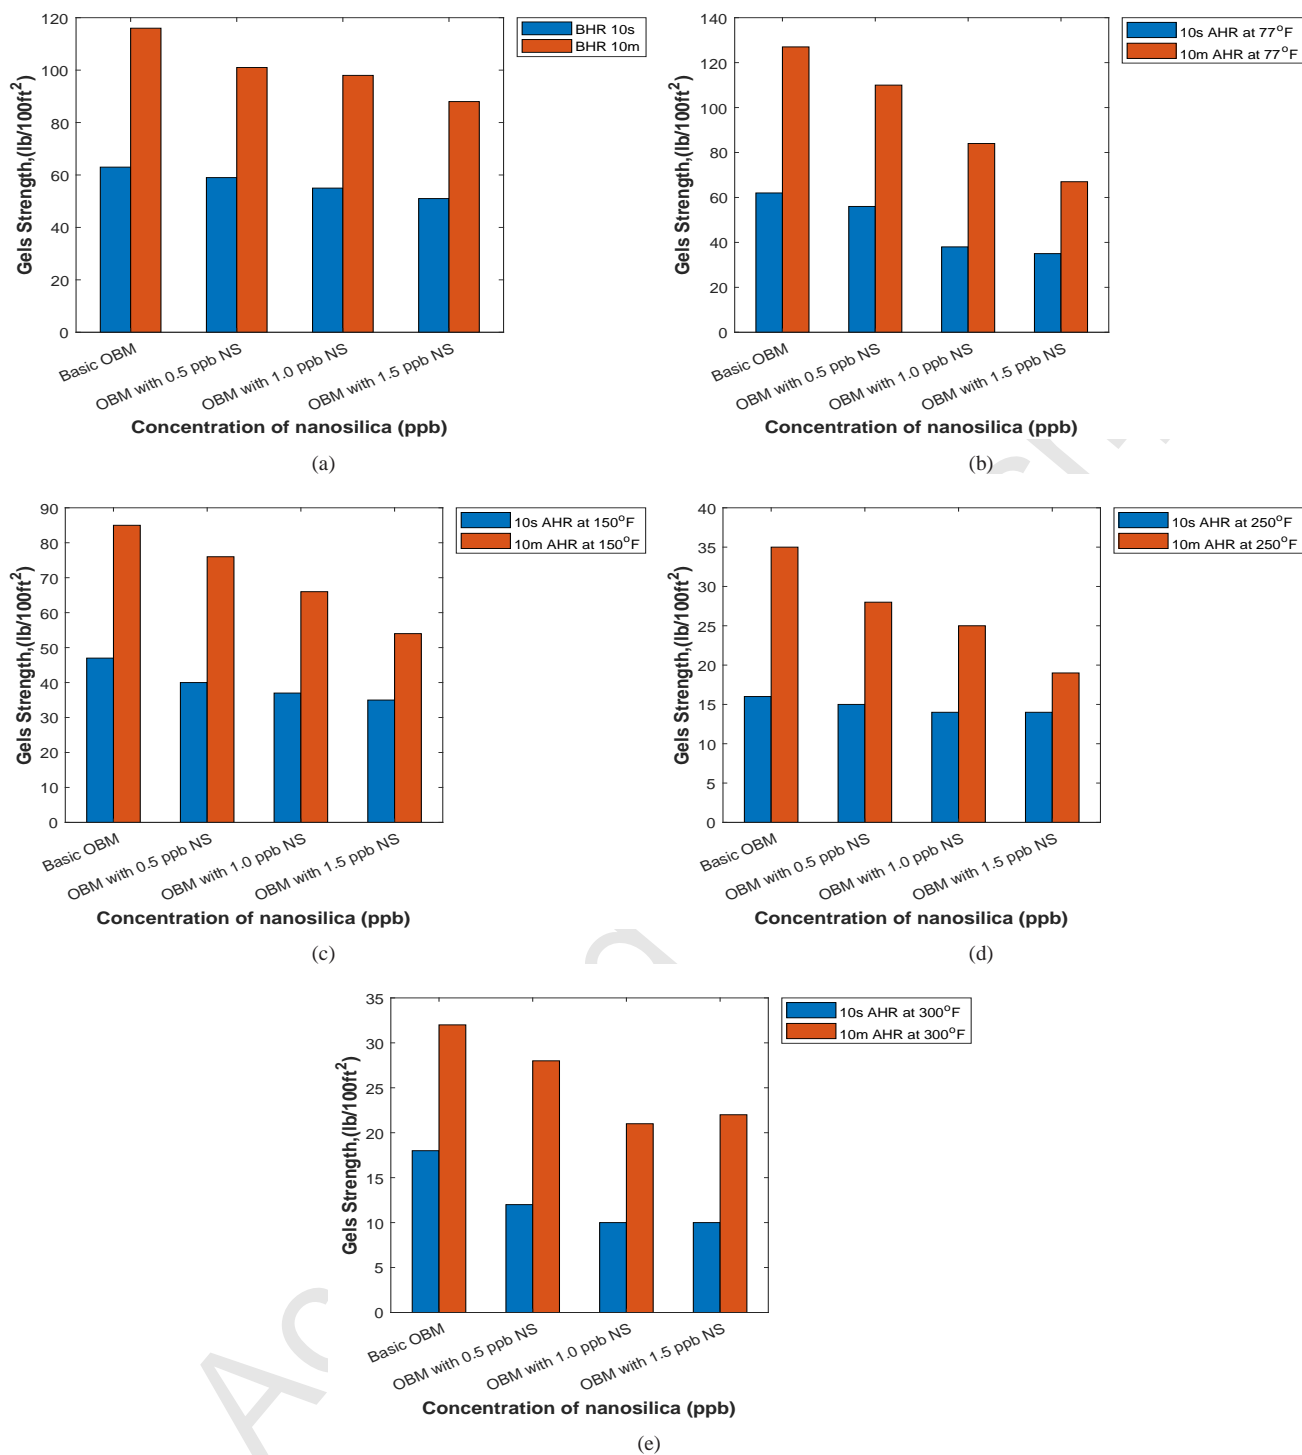 120
100
80
60
40
20
0
Gels Strength,(lb/100ft²)
BHR 10s
BHR 10m
Basic OBM
OBM with 0.5 ppb NS
OBM with 1.0 ppb NS
OBM with 1.5 ppb NS
Concentration of nanosilica (ppb)
(a)
140
120
100
80
60
40
20
0
Gels Strength,(lb/100ft²)
10s AHR at 77°F
10m AHR at 77°F
Basic OBM
OBM with 0.5 ppb NS
OBM with 1.0 ppb NS
OBM with 1.5 ppb NS
Concentration of nanosilica (ppb)
(b)
90
80
70
60
50
40
30
20
10
0
Gels Strength,(lb/100ft²)
10s AHR at 150°F
10m AHR at 150°F
Basic OBM
OBM with 0.5 ppb NS
OBM with 1.0 ppb NS
OBM with 1.5 ppb NS
Concentration of nanosilica (ppb)
(c)
40
35
30
25
20
15
10
5
0
Gels Strength,(lb/100ft²)
10s AHR at 250°F
10m AHR at 250°F
Basic OBM
OBM with 0.5 ppb NS
OBM with 1.0 ppb NS
OBM with 1.5 ppb NS
Concentration of nanosilica (ppb)
(d)
35
30
25
20
15
10
5
0
Gels Strength,(lb/100ft²)
10s AHR at 300°F
10m AHR at 300°F
Basic OBM
OBM with 0.5 ppb NS
OBM with 1.0 ppb NS
OBM with 1.5 ppb NS
Concentration of nanosilica (ppb)
(e)